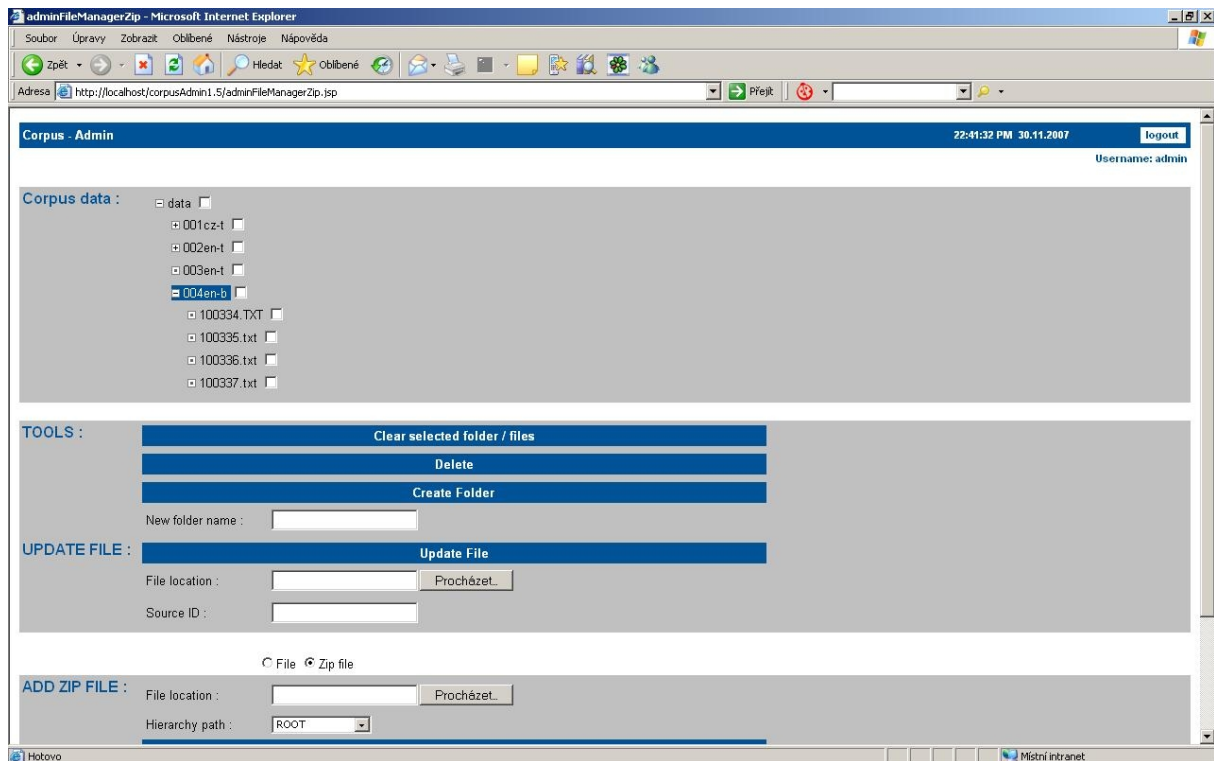 adminFileManagerZip - Microsoft Internet Explorer
Soubor Úpravy Zobrazit Oblíbené Nástroje Nápověda
Zpět Hledat Oblíbené
Adresa http://localhost/corpusAdmin1.5/adminFileManagerZip.jsp Přejít
Corpus - Admin 22:41:32 PM 30.11.2007 logout
Username: admin
Corpus data : data
001cz-t
002en-t
003en-t
004en-b
100334.TXT
100335.txt
100336.txt
100337.txt
TOOLS : Clear selected folder / files
Delete
Create Folder
New folder name :
UPDATE FILE : Update File
File location : Procházet...
Source ID :
File Zip file
ADD ZIP FILE : File location : Procházet...
Hierarchy path : ROOT
Hotovo Místní intranet